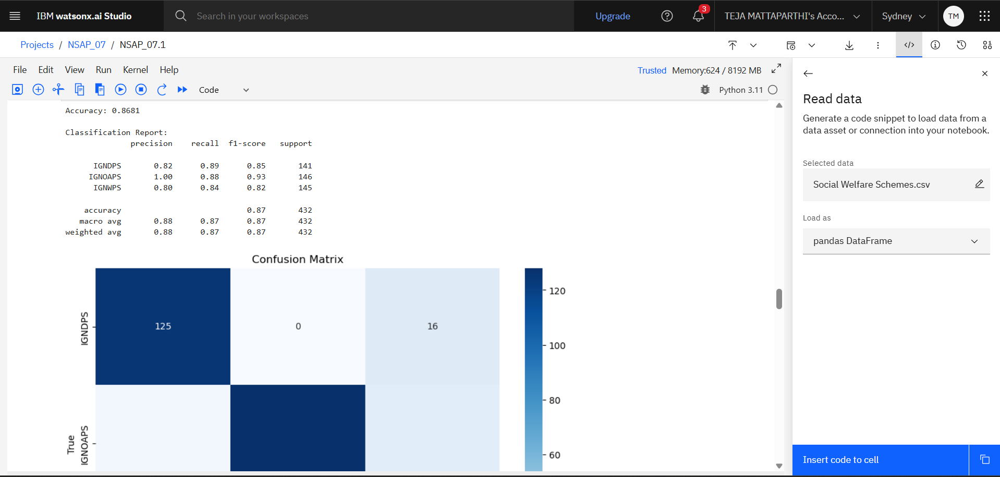 IBM watsonx.ai Studio
Search in your workspaces
Upgrade
3
TEJA MATTAPARTHI's Acco...
Sydney
TM
Projects / NSAP_07 / NSAP_07.1
File Edit View Run Kernel Help
Trusted Memory:624 / 8192 MB
Code
Python 3.11
Accuracy: 0.8681
Classification Report:
precision recall f1-score support
IGNDPS 0.82 0.89 0.85 141
IGNOAPS 1.00 0.88 0.93 146
IGNWPS 0.80 0.84 0.82 145
accuracy 0.87 432
macro avg 0.88 0.87 0.87 432
weighted avg 0.88 0.87 0.87 432
Confusion Matrix
IGNDPS
125 0 16
True
IGNOAPS
120
100
80
60
Read data
Generate a code snippet to load data from a
data asset or connection into your notebook.
Selected data
Social Welfare Schemes.csv
Load as
pandas DataFrame
Insert code to cell